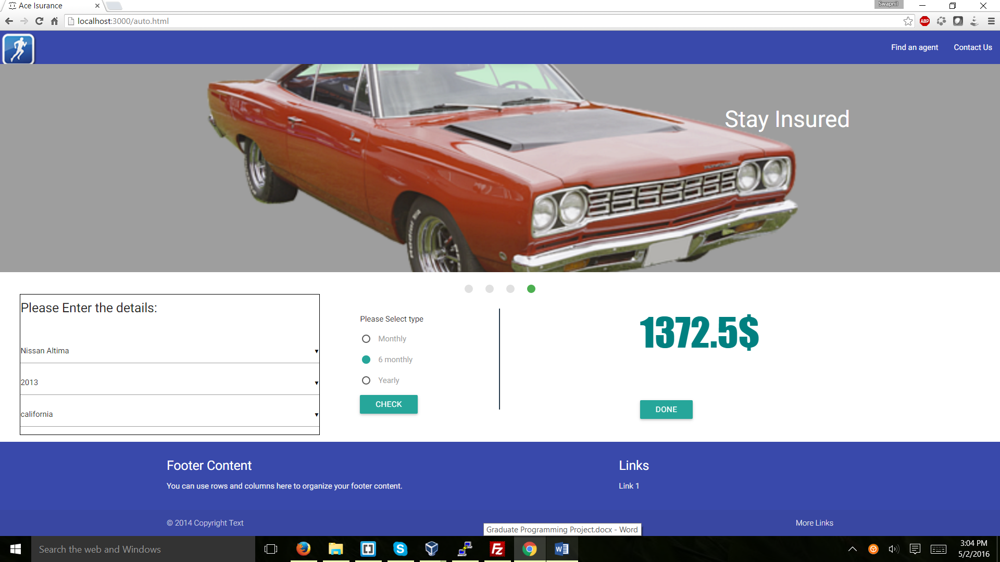 Ace Isurance
Swapnil
localhost:3000/auto.html
ABP
Find an agent
Contact Us
Stay Insured
Please Enter the details:
Nissan Altima
2013
california
Please Select type
Monthly
6 monthly
Yearly
CHECK
1372.5$
DONE
Footer Content
You can use rows and columns here to organize your footer content.
Links
Link 1
© 2014 Copyright Text
More Links
Graduate Programming Project.docx - Word
Search the web and Windows
3:04 PM
5/2/2016